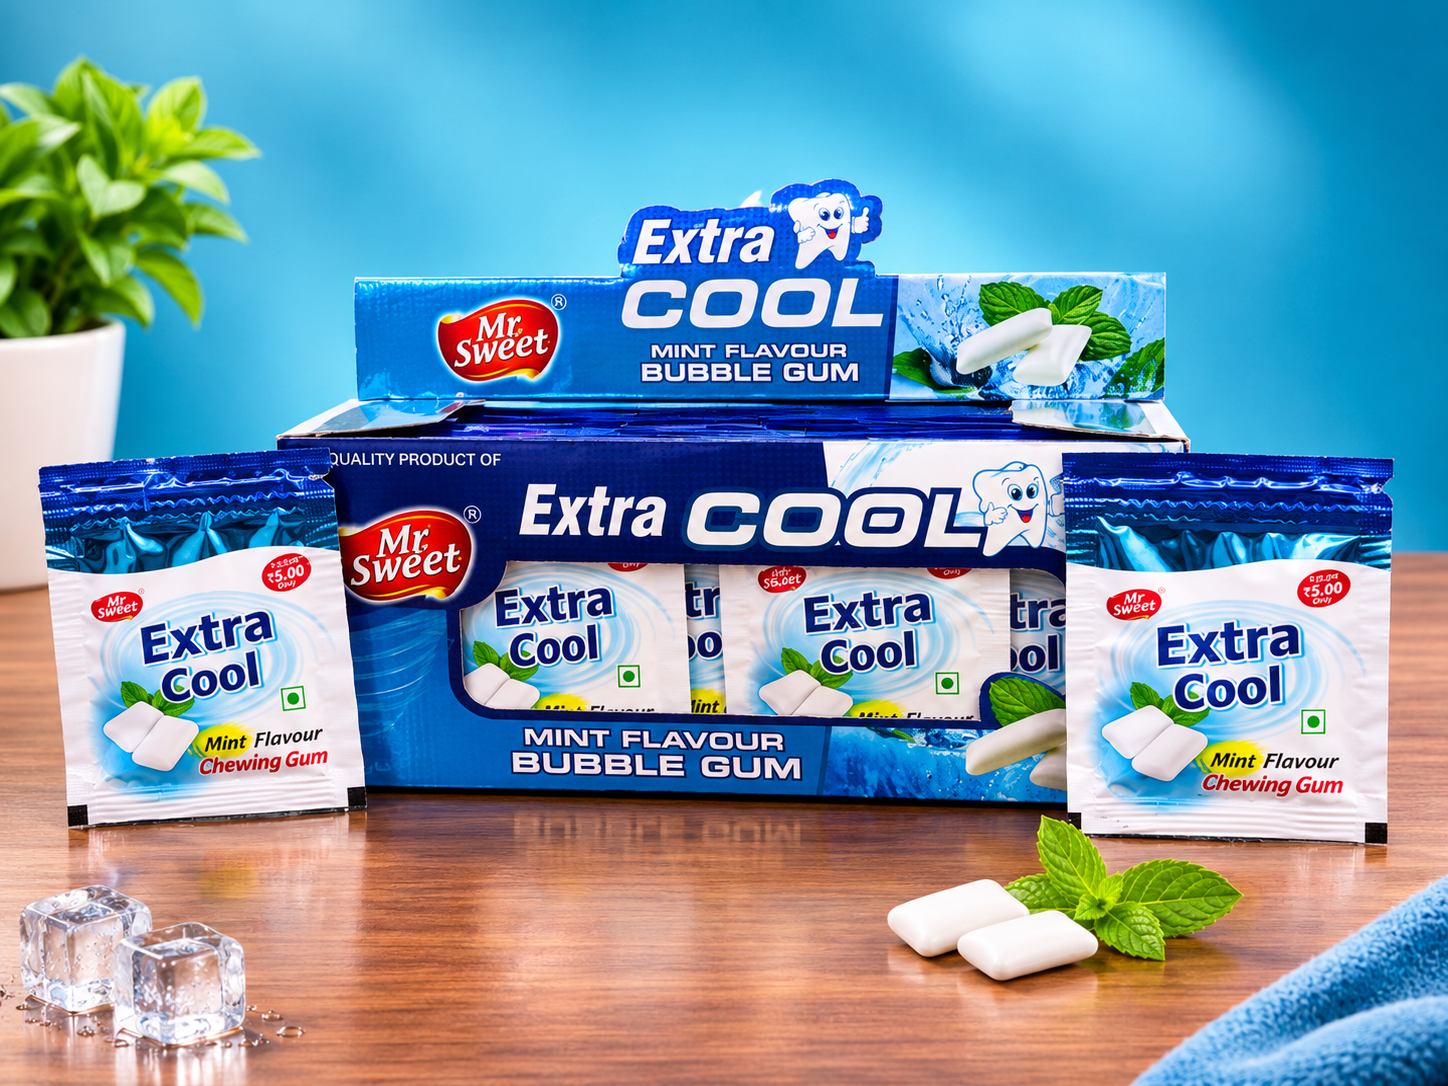 Extra
COOL
Mr.
Sweet
®
MINT FLAVOUR
BUBBLE GUM
QUALITY PRODUCT OF
Extra COOL
Mr.
Sweet
®
Extra
Cool
Extra
Cool
MINT FLAVOUR
BUBBLE GUM
Mr
Sweet
₹5.00
Only
Extra
Cool
Mint Flavour
Chewing Gum
Mr
Sweet
₹5.00
Only
Extra
Cool
Mint Flavour
Chewing Gum